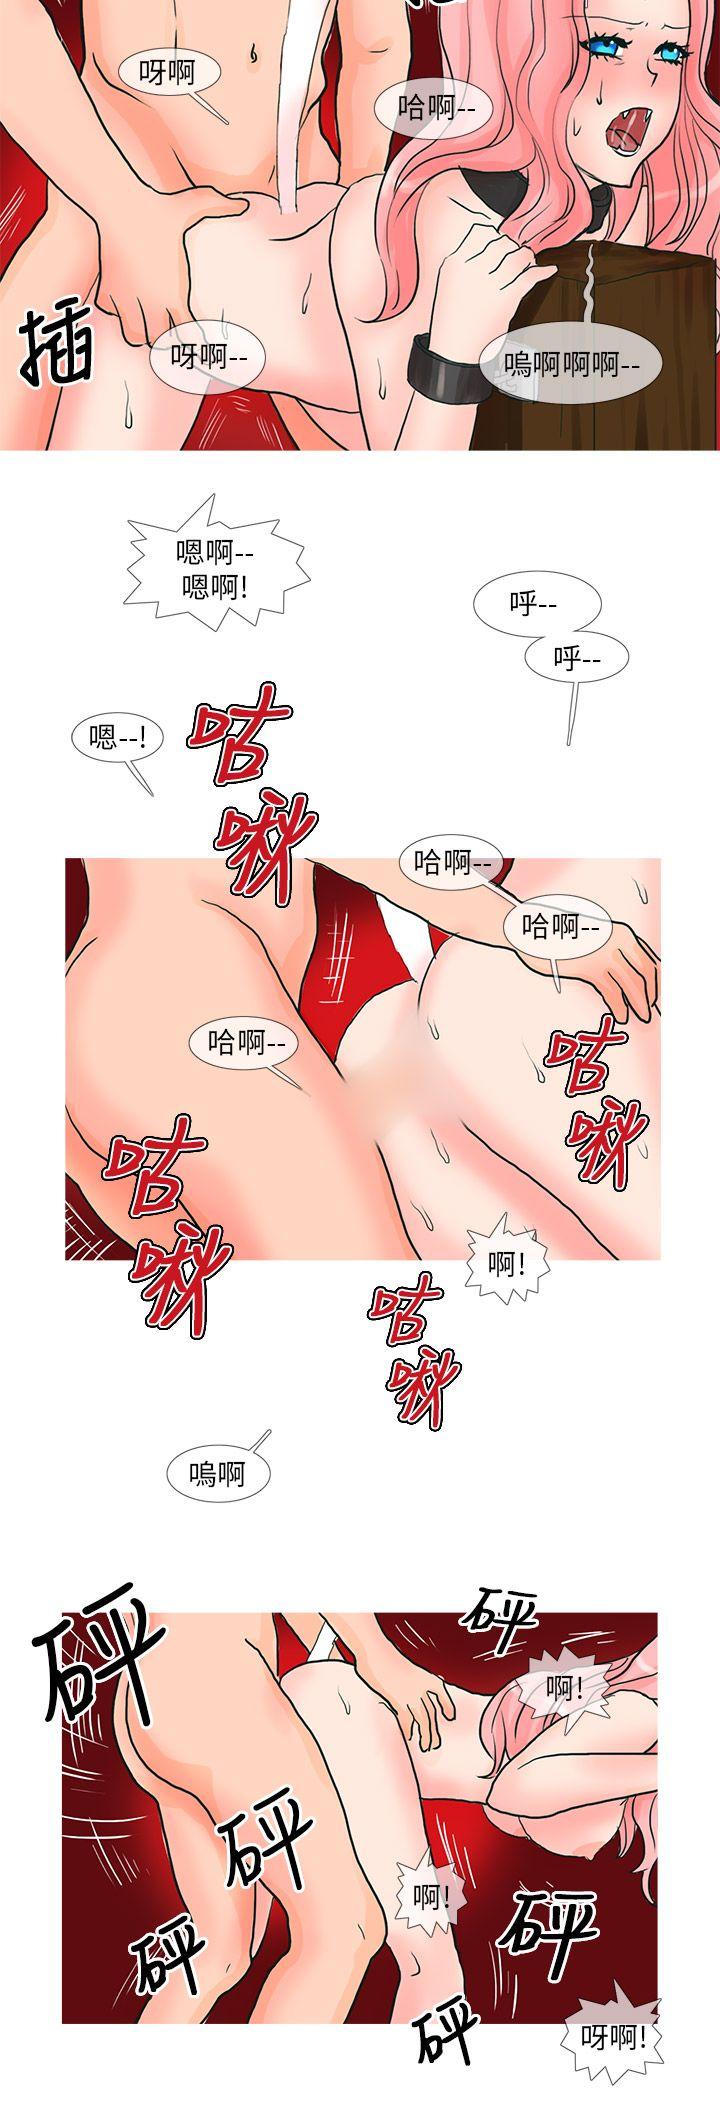 呀啊
哈啊--
插
呀啊--
嗚啊啊啊--
嗯啊--
嗯啊!
呼--
呼--
嗯--!
咕
啾
哈啊--
哈啊--
哈啊--
咕
啾
咕
啾
啊!
咕
啾
嗚啊
砰
砰
啊!
砰
啊!
砰
砰
砰
呀啊!